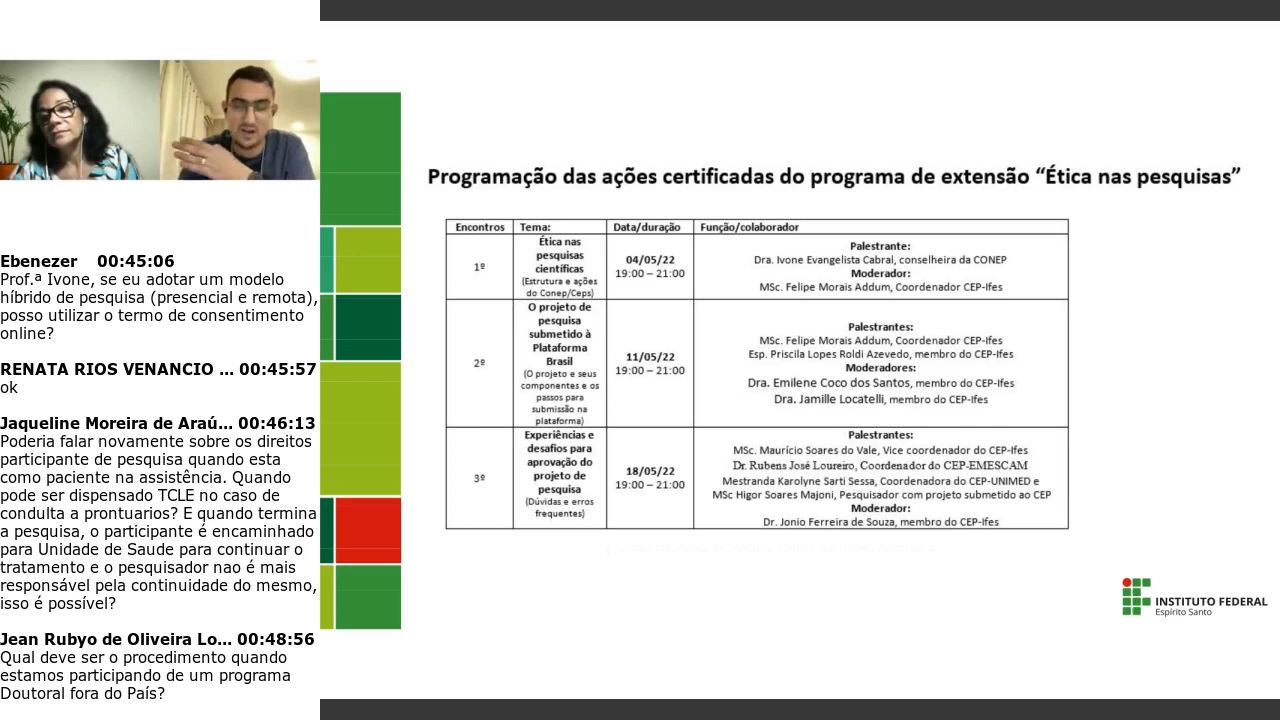 Ebenezer 00:45:06
Prof.ª Ivone, se eu adotar um modelo
híbrido de pesquisa (presencial e remota),
posso utilizar o termo de consentimento
online?
RENATA RIOS VENANCIO ... 00:45:57
ok
Jaqueline Moreira de Araú... 00:46:13
Poderia falar novamente sobre os direitos
participante de pesquisa quando esta
como paciente na assistência. Quando
pode ser dispensado TCLE no caso de
condulta a prontuarios? E quando termina
a pesquisa, o participante é encaminhado
para Unidade de Saude para continuar o
tratamento e o pesquisador nao é mais
responsável pela continuidade do mesmo,
isso é possível?
Jean Rubyo de Oliveira Lo... 00:48:56
Qual deve ser o procedimento quando
estamos participando de um programa
Doutoral fora do País?
Programação das ações certificadas do programa de extensão “Ética nas pesquisas”
Encontros Tema: Data/duração Função/colaborador
1º
Ética nas
pesquisas
científicas
(Estrutura e ações
do Conep/Ceps)
04/05/22
19:00 – 21:00
Palestrante:
Dra. Ivone Evangelista Cabral, conselheira da CONEP
Moderador:
MSc. Felipe Morais Addum, Coordenador CEP-Ifes
2º
O projeto de
pesquisa
submetido à
Plataforma
Brasil
(O projeto e seus
componentes e os
passos para
submissão na
plataforma)
11/05/22
19:00 – 21:00
Palestrantes:
MSc. Felipe Morais Addum, Coordenador CEP-Ifes
Esp. Priscila Lopes Roldi Azevedo, membro do CEP-Ifes
Moderadores:
Dra. Emilene Coco dos Santos, membro do CEP-Ifes
Dra. Jamille Locatelli, membro do CEP-Ifes
3º
Experiências e
desafios para
aprovação do
projeto de
pesquisa
(Dúvidas e erros
frequentes)
18/05/22
19:00 – 21:00
Palestrantes:
MSc. Maurício Soares do Vale, Vice coordenador do CEP-Ifes
Dr. Rubens José Loureiro, Coordenador do CEP-EMESCAM
Mestranda Karolyne Sarti Sessa, Coordenadora do CEP-UNIMED e
MSc Higor Soares Majoni, Pesquisador com projeto submetido ao CEP
Moderador:
Dr. Jonio Ferreira de Souza, membro do CEP-Ifes
INSTITUTO FEDERAL
Espírito Santo